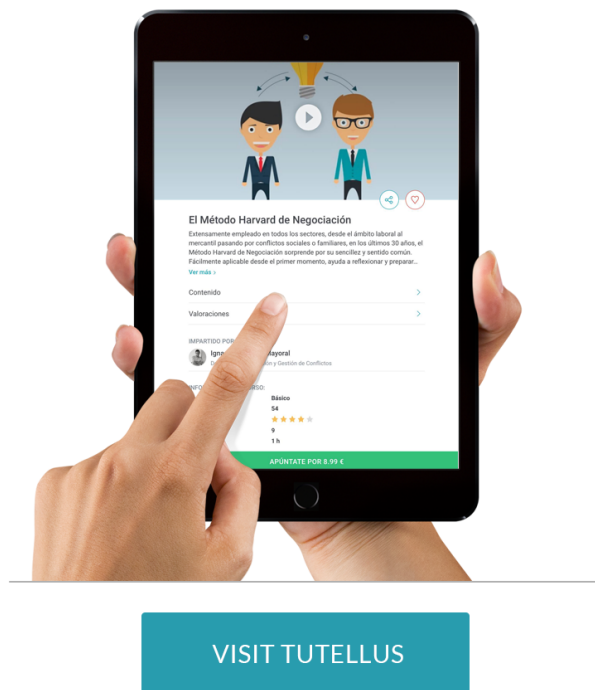 El Método Harvard de Negociación
Extensamente empleado en todos los sectores, desde el ámbito laboral al
mercantil pasando por conflictos sociales o familiares, en los últimos 30 años, el
Método Harvard de Negociación sorprende por su sencillez y sentido común.
Fácilmente aplicable desde el primer momento, ayuda a reflexionar y preparar...
Ver más >
Contenido
Valoraciones
IMPARTIDO POR
ayoral
n y Gestión de Conflictos
Básico
54
9
1 h
APÚNTATE POR 8.99 €
VISIT TUTELLUS